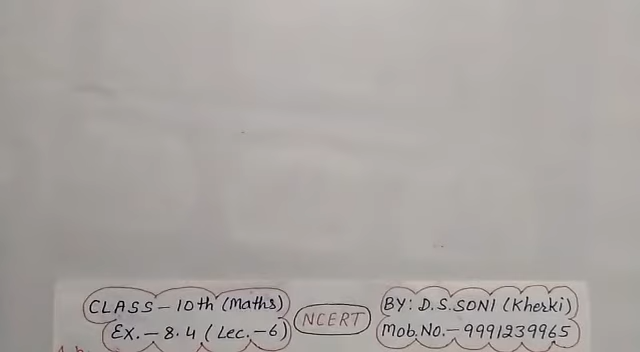 CLASS - 10th (Maths)
Ex. - 8.4 (Lec. - 6)
NCERT
BY: D.S.SONI (Kherki)
Mob.No. - 9991239965